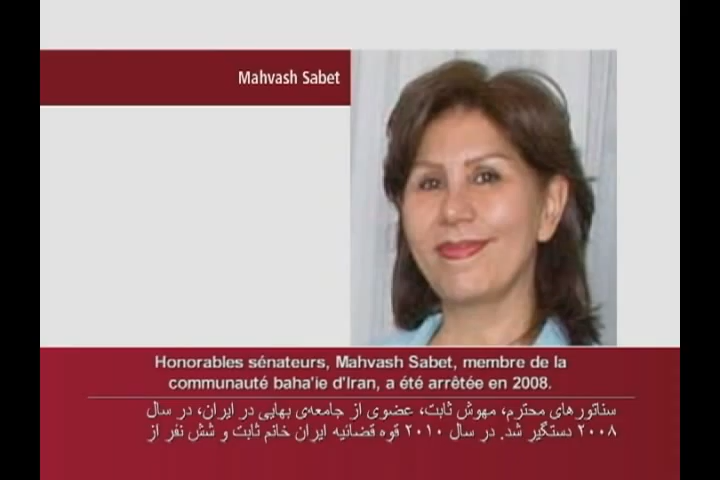 Mahvash Sabet
Honorables sénateurs, Mahvash Sabet, membre de la
communauté baha'ie d'Iran, a été arrêtée en 2008.
سناتورهای محترم، مهوش ثابت، عضوی از جامعه‌ی بهایی در ایران، در سال
۲۰۰۸ دستگیر شد. در سال ۲۰۱۰ قوه قضائیه ایران خانم ثابت و شش نفر از